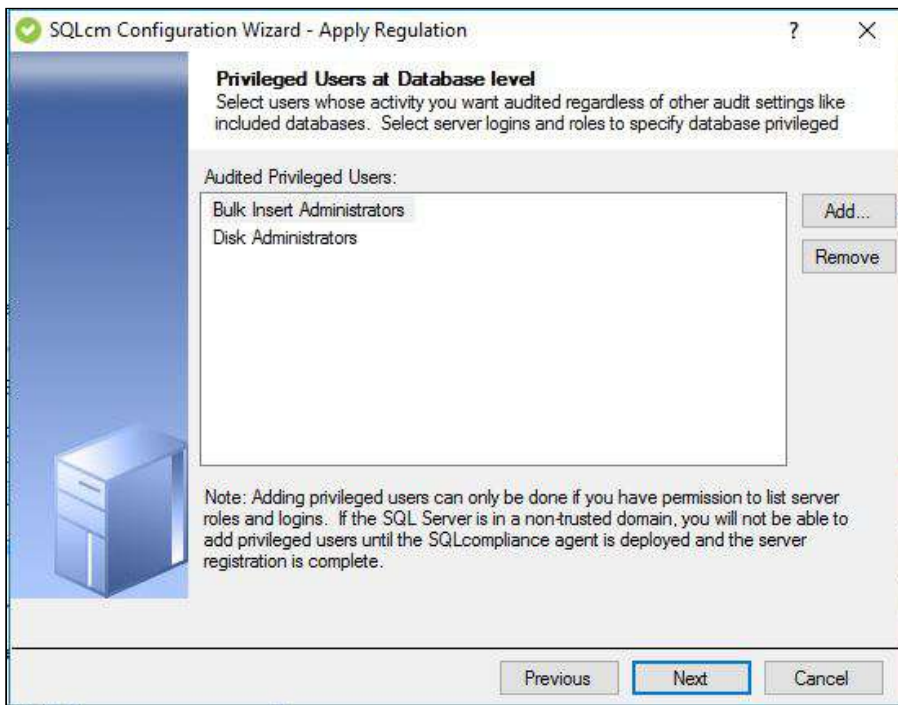 SQLcm Configuration Wizard - Apply Regulation
?
Privileged Users at Database level
Select users whose activity you want audited regardless of other audit settings like
included databases. Select server logins and roles to specify database privileged
Audited Privileged Users:
Bulk Insert Administrators
Disk Administrators
Add...
Remove
Note: Adding privileged users can only be done if you have permission to list server
roles and logins. If the SQL Server is in a non-trusted domain, you will not be able to
add privileged users until the SQLcompliance agent is deployed and the server
registration is complete.
Previous
Next
Cancel